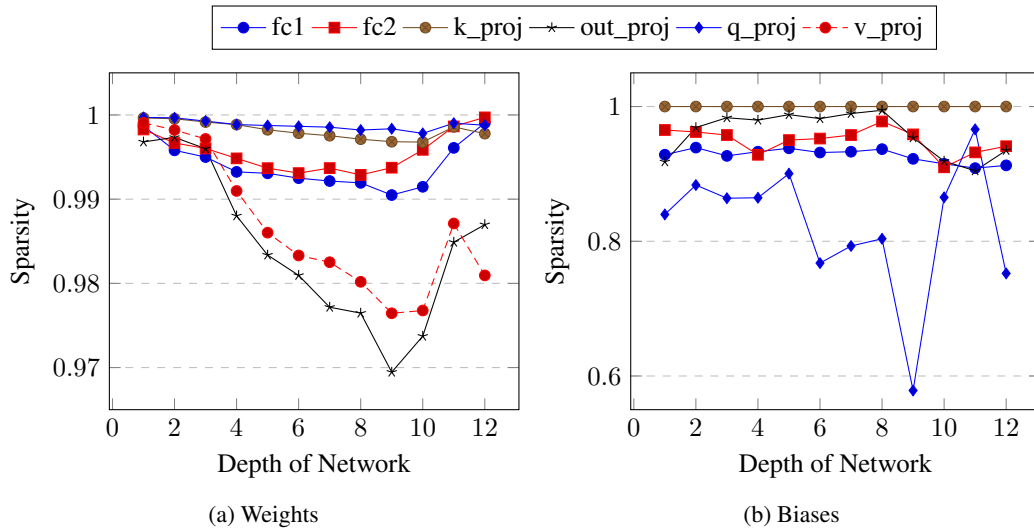 fc1 fc2 k_proj out_proj q_proj v_proj
1
0.99
0.98
0.97
Sparsity
0 2 4 6 8 10 12
Depth of Network
(a) Weights
1
0.8
0.6
Sparsity
0 2 4 6 8 10 12
Depth of Network
(b) Biases